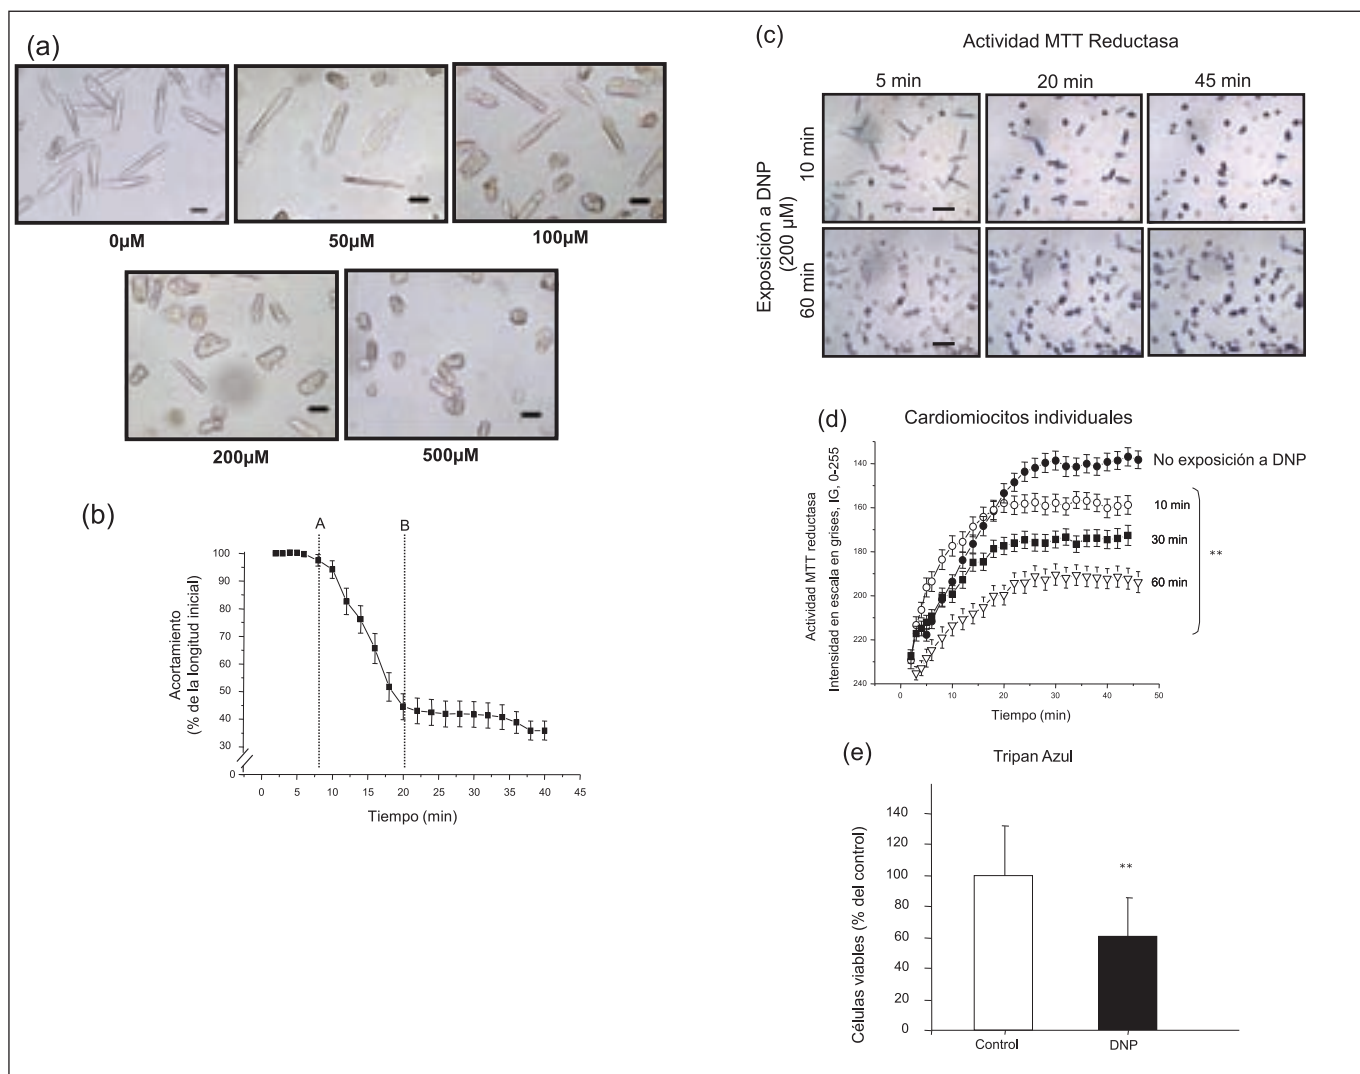 (a)
0µM
50µM
100µM
200µM
500µM
(b)
A
B
Acortamiento
(% de la longitud inicial)
100
90
80
70
60
50
40
30
0
0
5
10
15
20
25
30
35
40
45
Tiempo (min)
(c)
Actividad MTT Reductasa
5 min
20 min
45 min
Exposición a DNP
(200 µM)
10 min
60 min
(d)
Cardiomiocitos individuales
Actividad MTT reductasa
Intensidad en escala en grises, IG, 0-255
140
160
180
200
220
240
No exposición a DNP
10 min
30 min
60 min
**
0
10
20
30
40
50
Tiempo (min)
(e)
Tripan Azul
Células viables (% del control)
140
120
100
80
60
40
20
0
**
Control
DNP